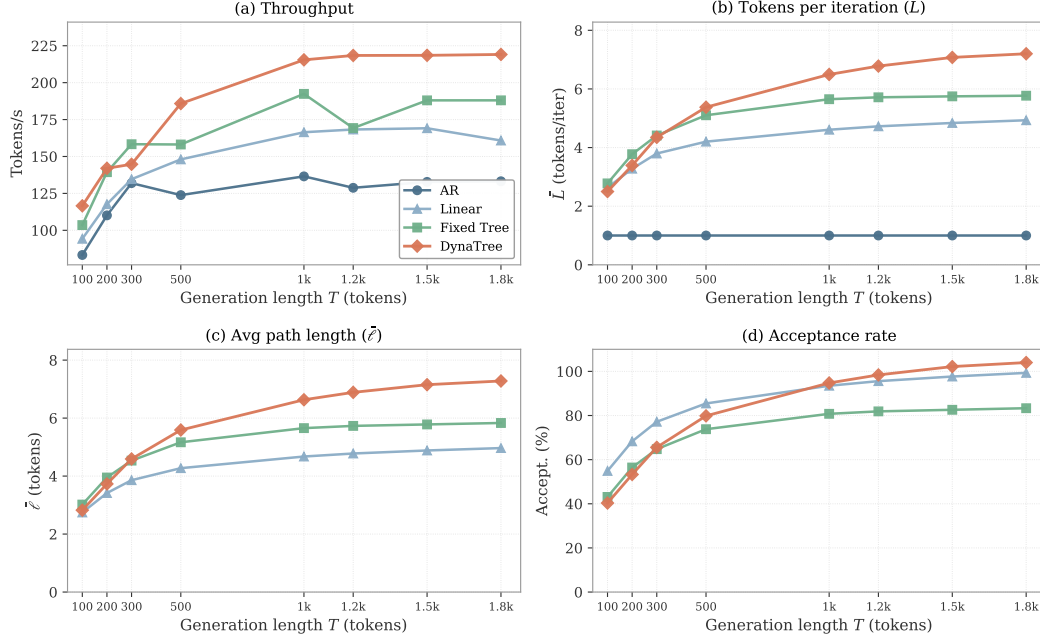 (a) Throughput
Tokens/s
225
200
175
150
125
100
100 200 300 500 1k 1.2k 1.5k 1.8k
Generation length T (tokens)
AR
Linear
Fixed Tree
DynaTree
(b) Tokens per iteration (L)
L̄ (tokens/iter)
8
6
4
2
0
100 200 300 500 1k 1.2k 1.5k 1.8k
Generation length T (tokens)
(c) Avg path length (ℓ̄)
ℓ̄ (tokens)
8
6
4
2
0
100 200 300 500 1k 1.2k 1.5k 1.8k
Generation length T (tokens)
(d) Acceptance rate
Accept. (%)
100
80
60
40
20
0
100 200 300 500 1k 1.2k 1.5k 1.8k
Generation length T (tokens)